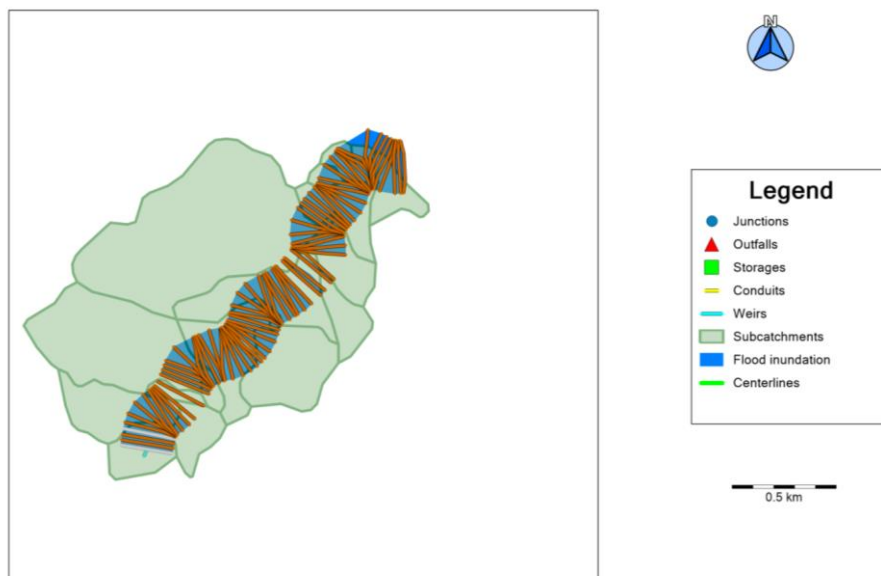 N
Legend
Junctions
Outfalls
Storages
Conduits
Weirs
Subcatchments
Flood inundation
Centerlines
0.5 km